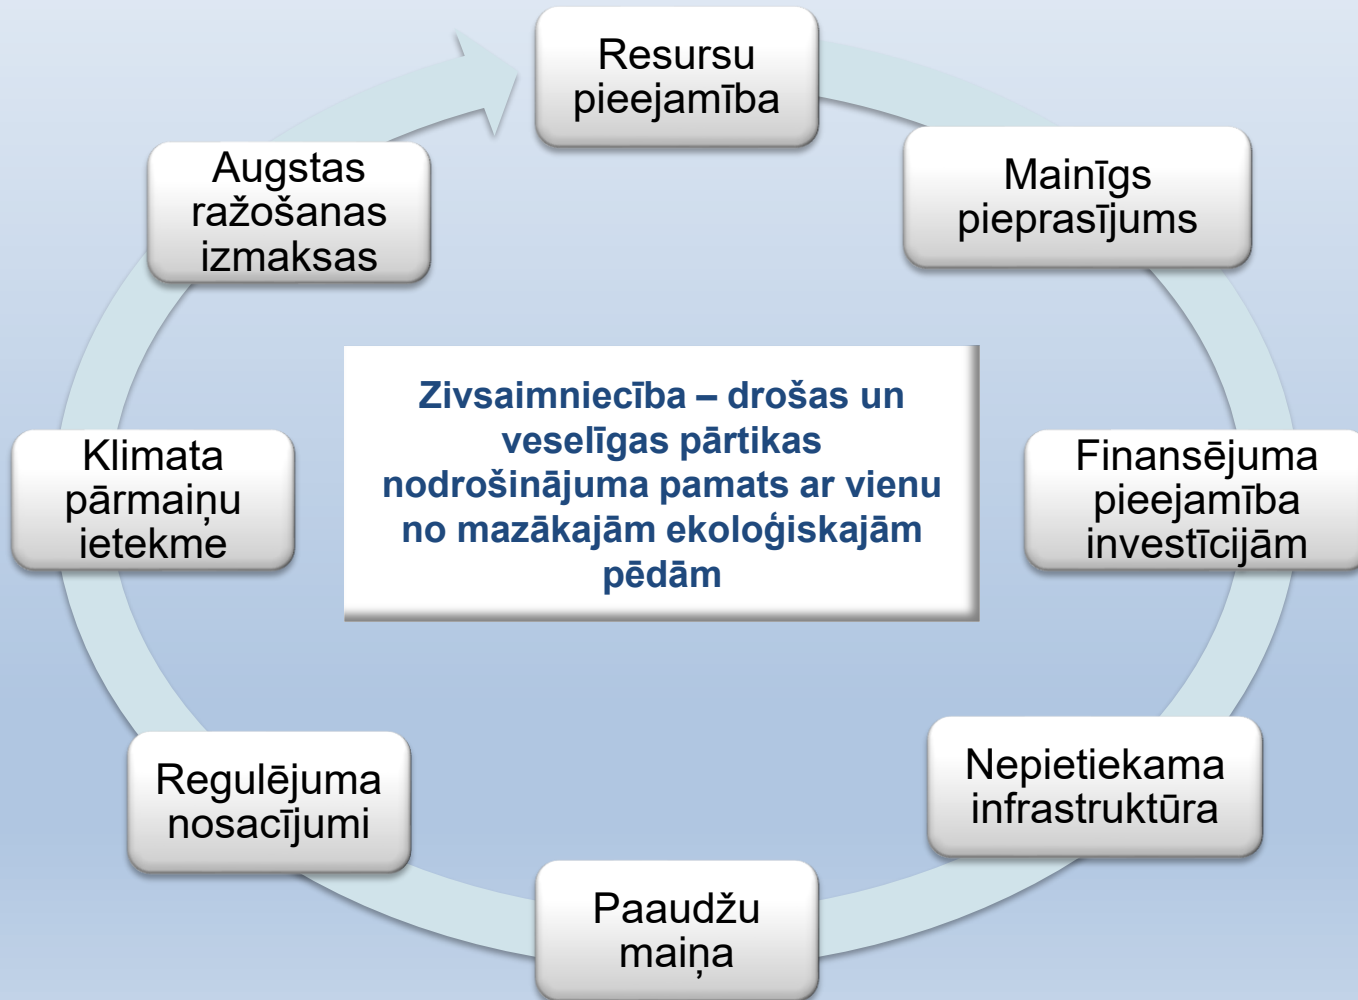 Resursu
pieejamība
Mainīgs
pieprasījums
Finansējuma
pieejamība
investīcijām
Nepietiekama
infrastruktūra
Paaudžu
maiņa
Regulējuma
nosacījumi
Klimata
pārmaiņu
ietekme
Augstas
ražošanas
izmaksas
Zivsaimniecība – drošas un
veselīgas pārtikas
nodrošinājuma pamats ar vienu
no mazākajām ekoloģiskajām
pēdām